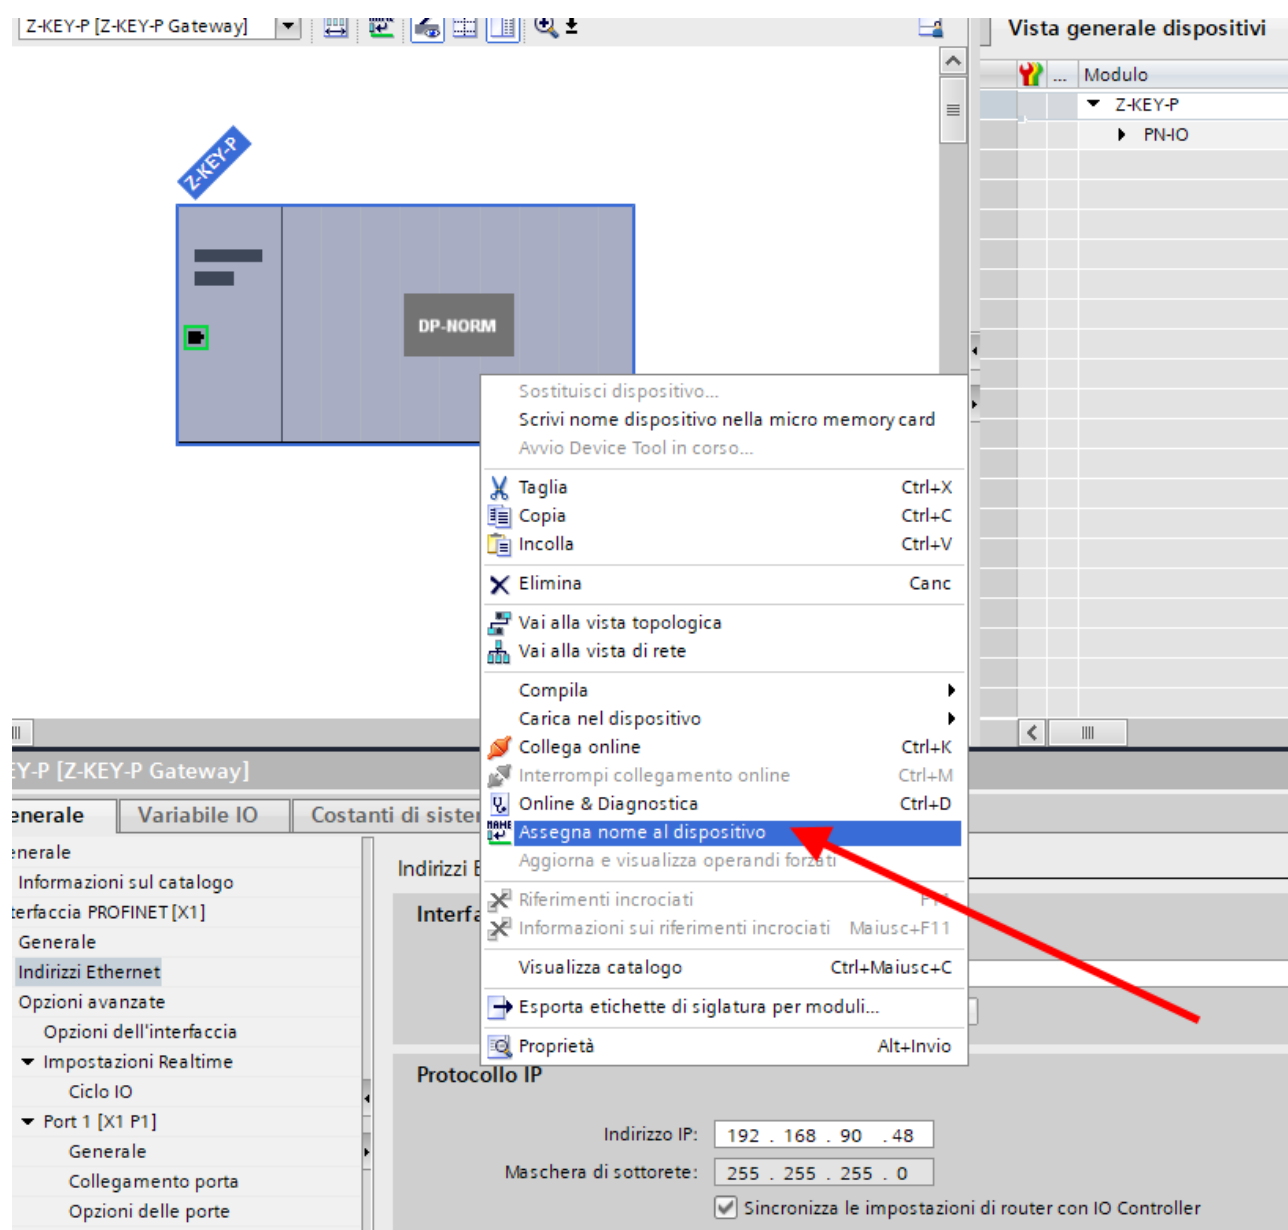 Z-KEY-P [Z-KEY-P Gateway]
Vista generale dispositivi
... Modulo
Z-KEY-P
PN-IO
Z-KEY-P
DP-NORM
Sostituisci dispositivo...
Scrivi nome dispositivo nella micro memory card
Avvio Device Tool in corso...
Taglia Ctrl+X
Copia Ctrl+C
Incolla Ctrl+V
Elimina Canc
Vai alla vista topologica
Vai alla vista di rete
Compila
Carica nel dispositivo
Collega online Ctrl+K
Interrompi collegamento online Ctrl+M
Online & Diagnostica Ctrl+D
NAME Assegna nome al dispositivo
Aggiorna e visualizza operandi forzati
Riferimenti incrociati
Informazioni sui riferimenti incrociati Maiusc+F11
Visualizza catalogo Ctrl+Maiusc+C
Esporta etichette di siglatura per moduli...
Proprietà Alt+Invio
EY-P [Z-KEY-P Gateway]
enerale Variabile IO Costanti di sister
enerale
Informazioni sul catalogo
terfaccia PROFINET [X1]
Generale
Indirizzi Ethernet
Opzioni avanzate
Opzioni dell'interfaccia
Impostazioni Realtime
Ciclo IO
Port 1 [X1 P1]
Generale
Collegamento porta
Opzioni delle porte
Indirizzi E
Interfa
Protocollo IP
Indirizzo IP: 192 . 168 . 90 . 48
Maschera di sottorete: 255 . 255 . 255 . 0
Sincronizza le impostazioni di router con IO Controller